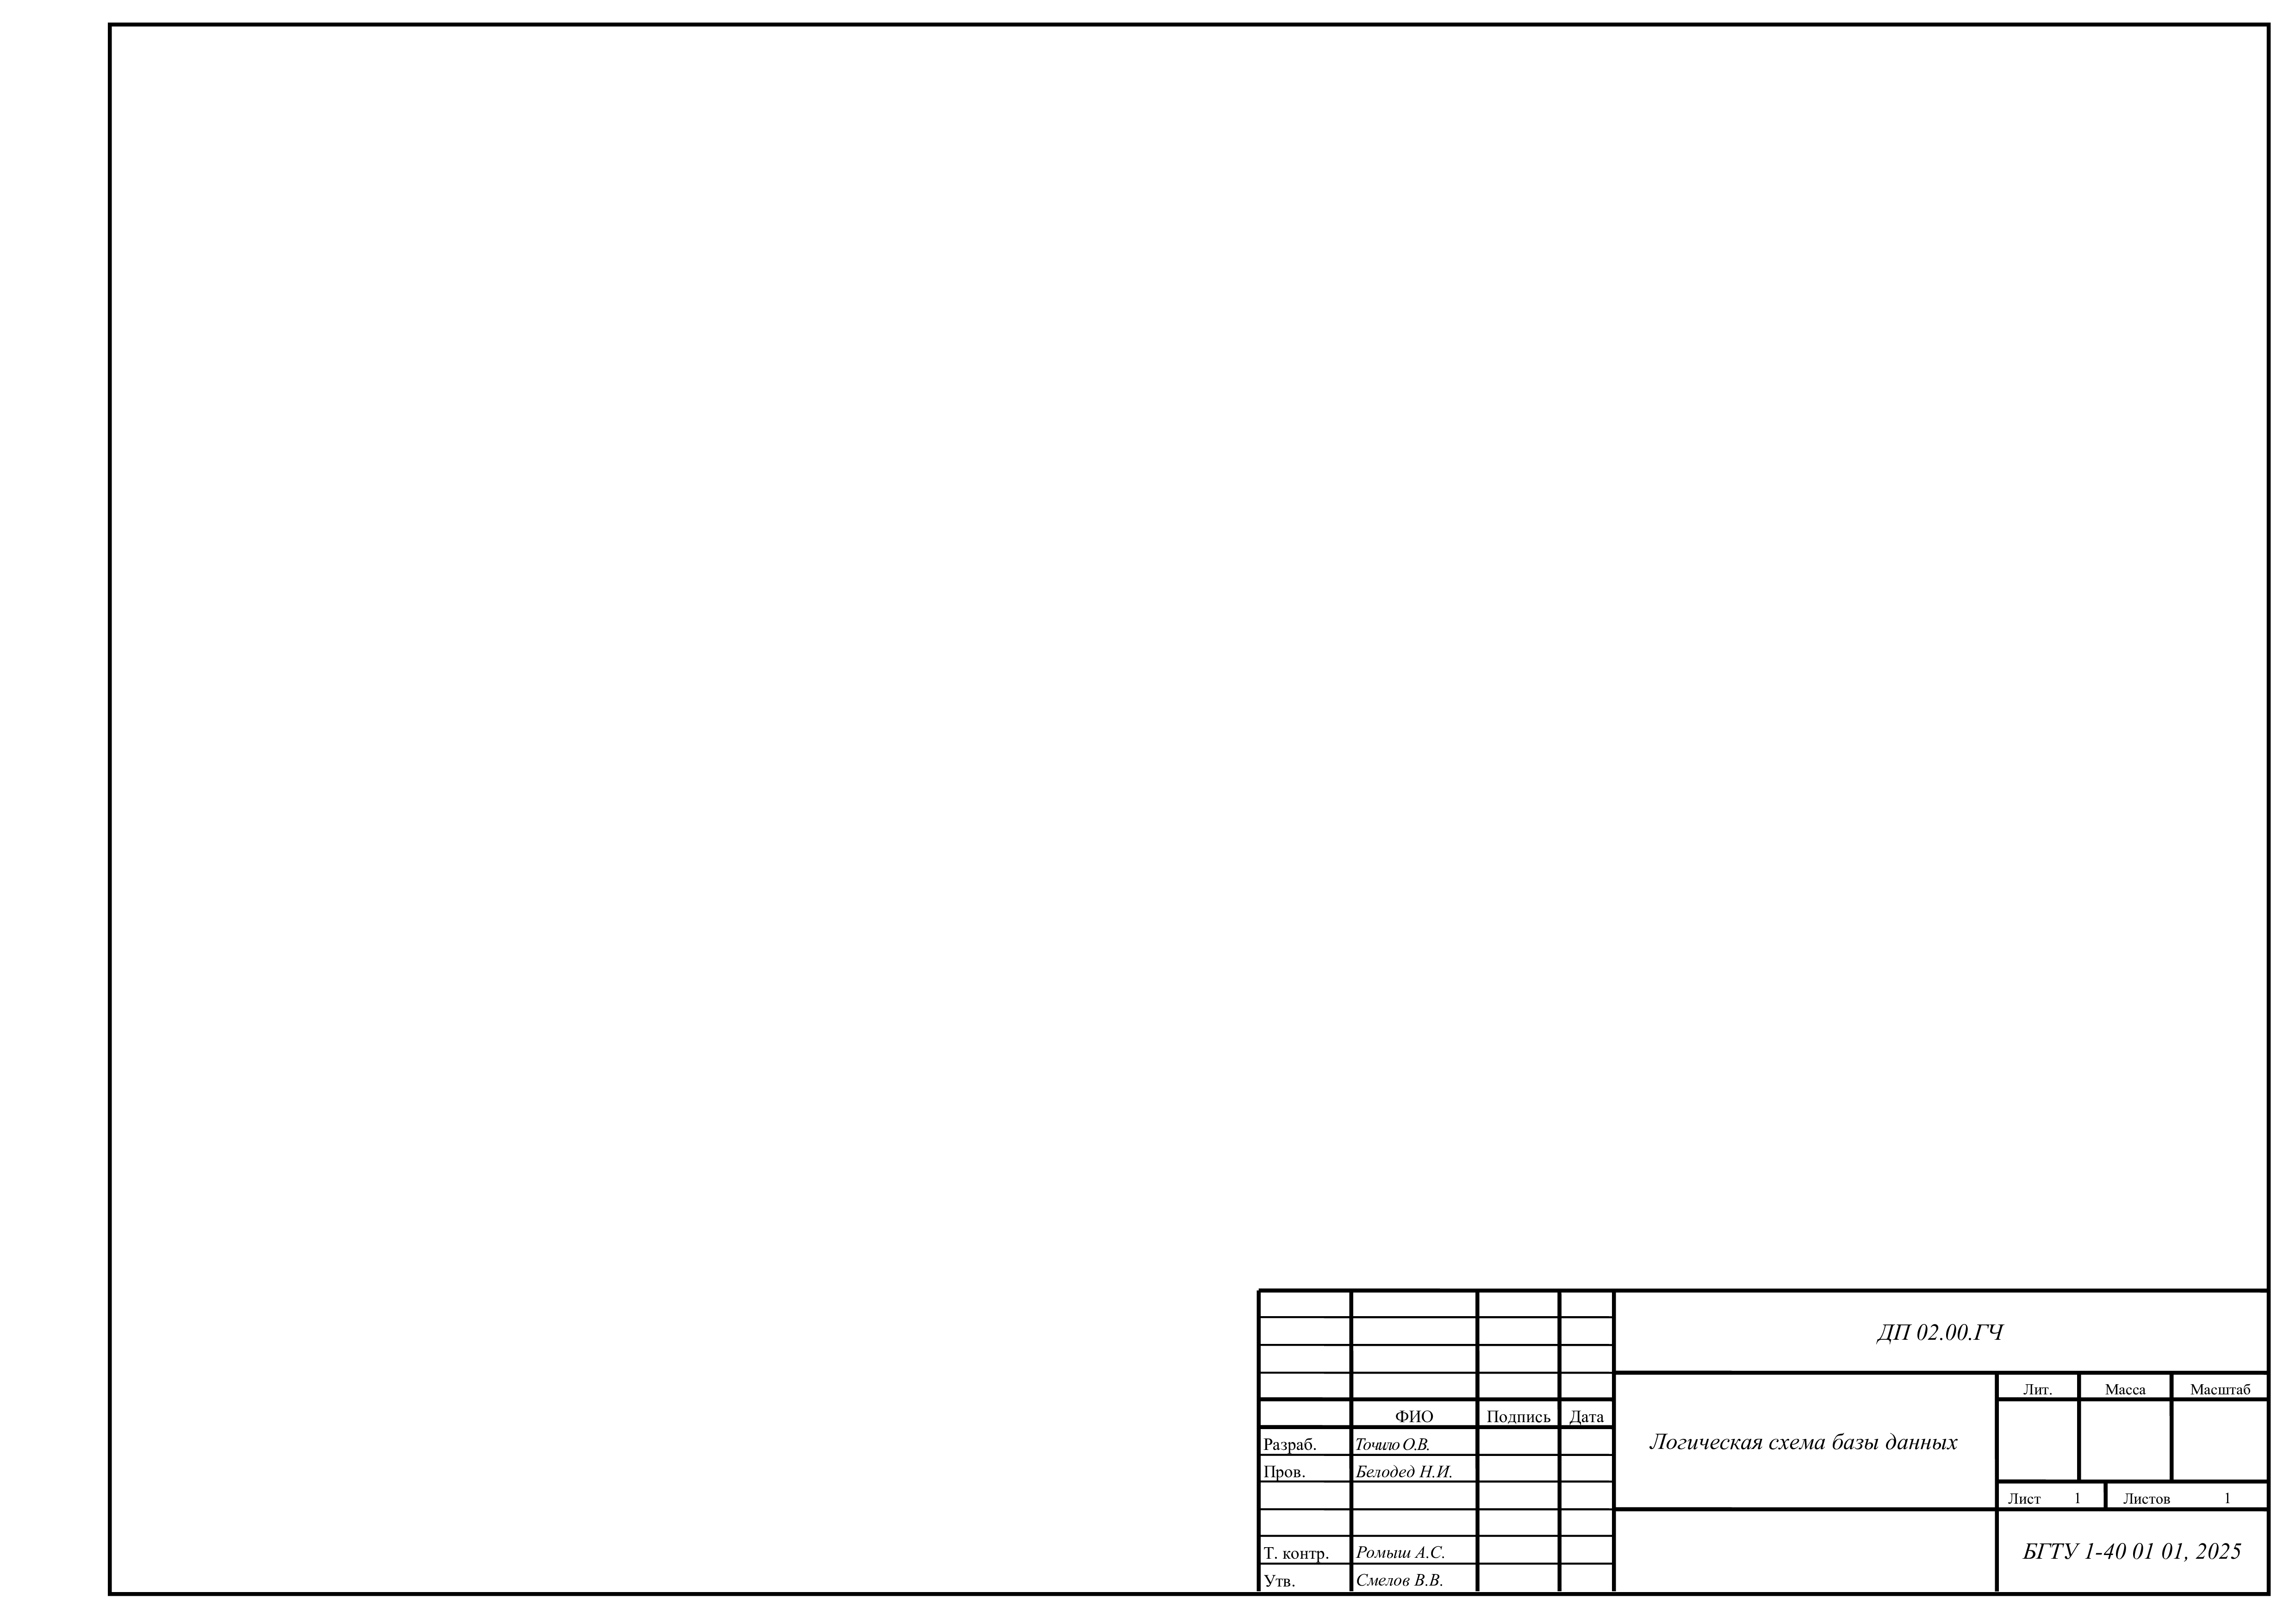 ДП 02.00.ГЧ
Лит. Масса Масштаб
ФИО Подпись Дата
Логическая схема базы данных
Разраб. Точило О.В.
Пров. Белодед Н.И.
Лист 1 Листов 1
Т. контр. Ромыш А.С.
БГТУ 1-40 01 01, 2025
Утв. Смелов В.В.